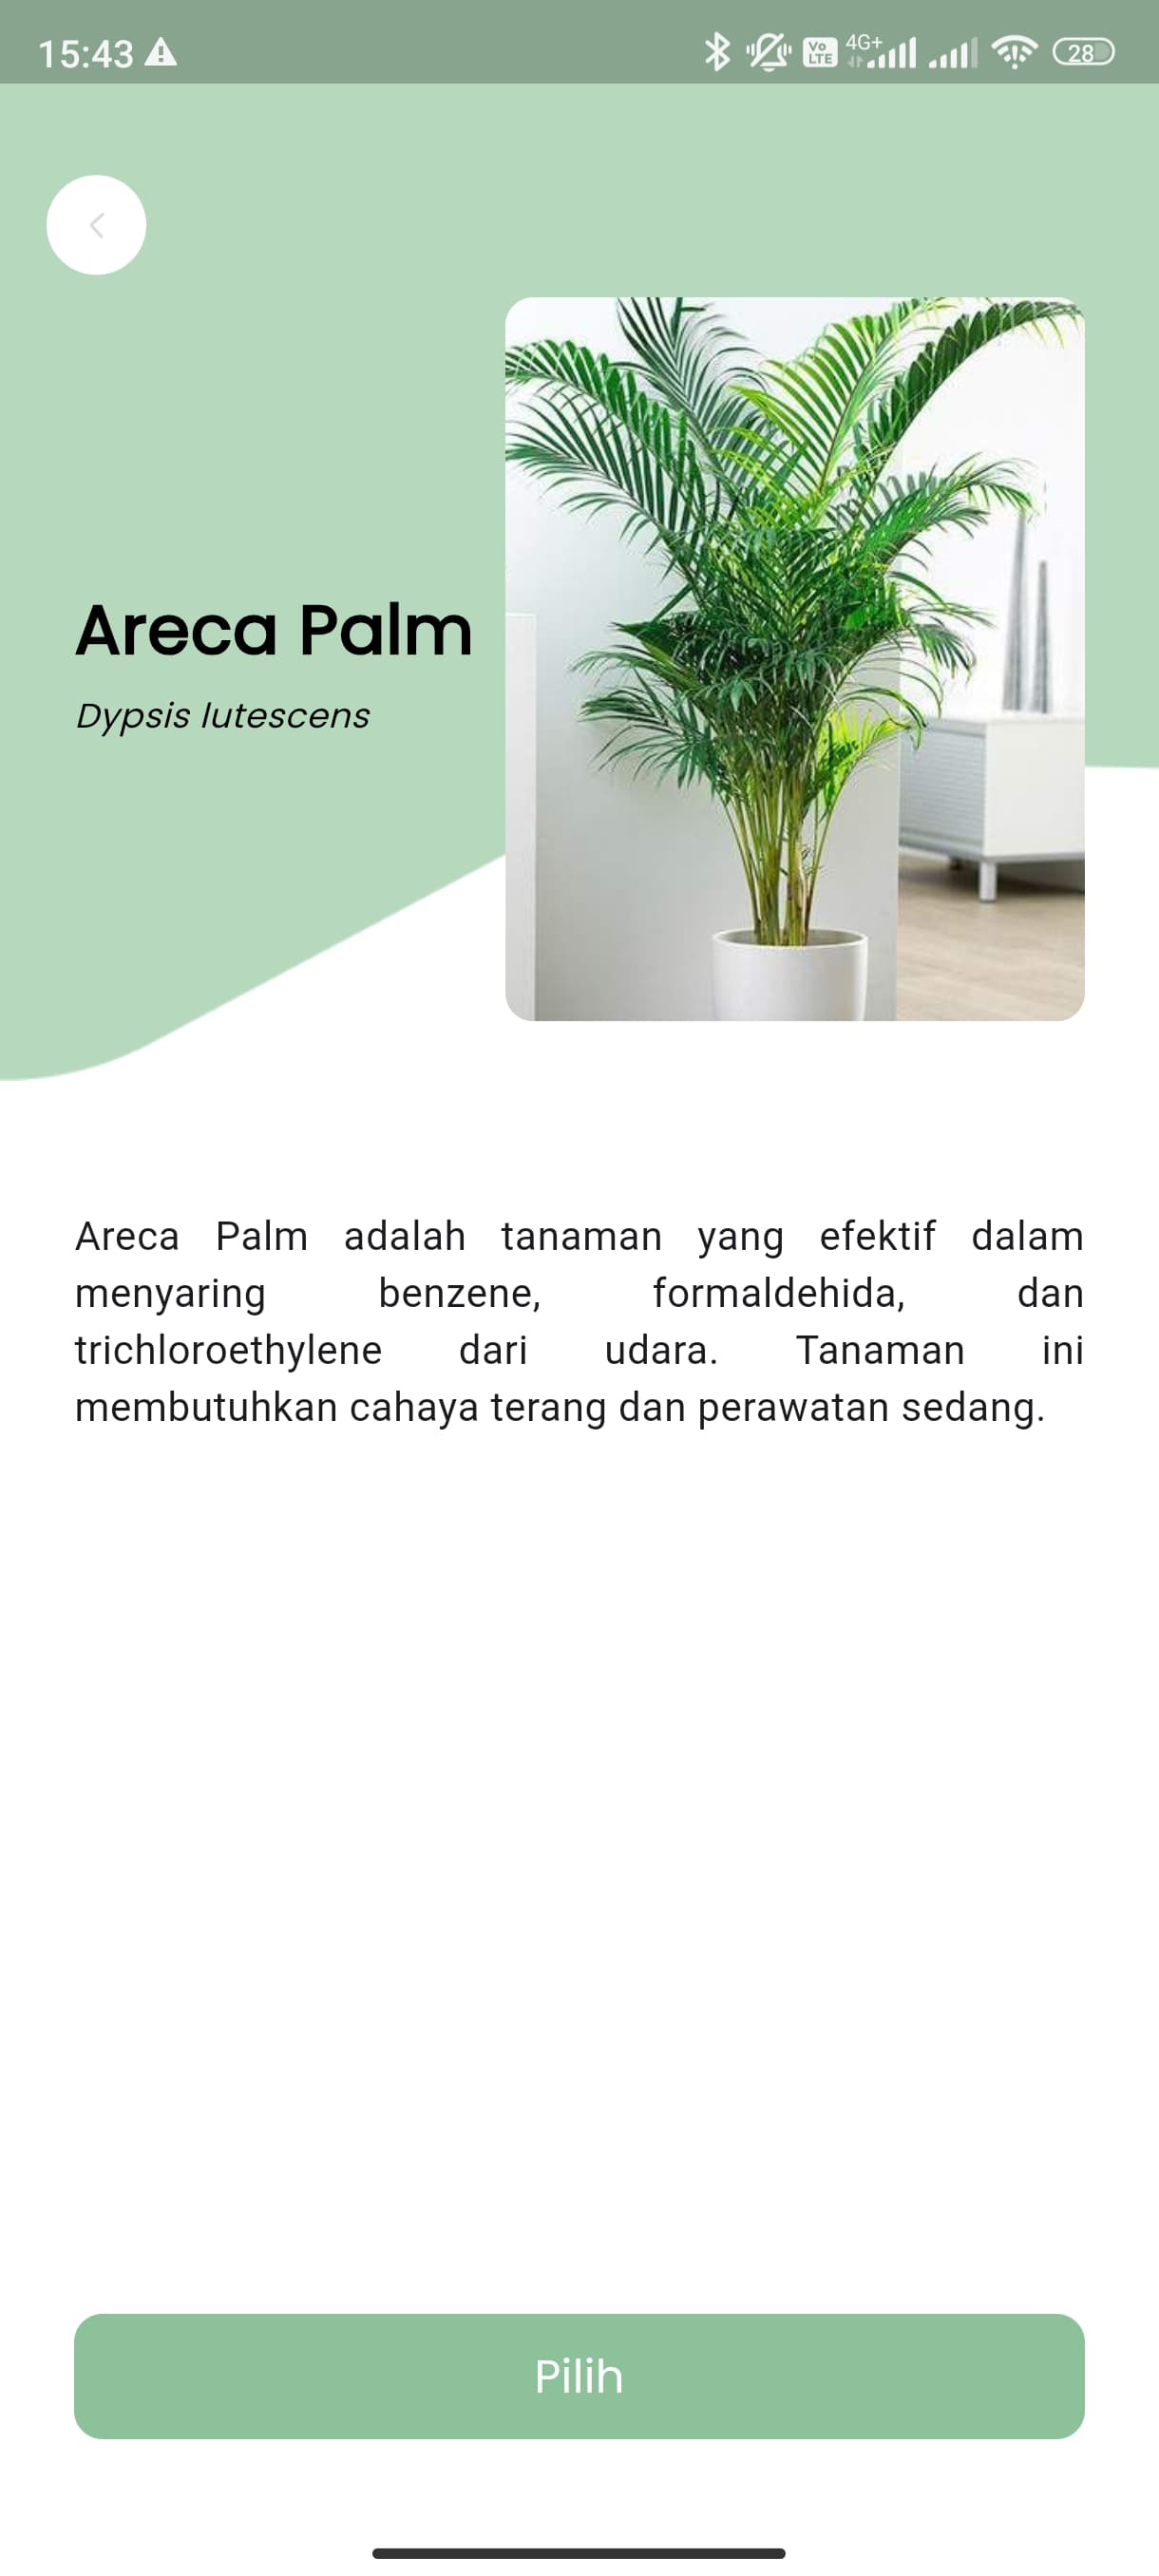 15:43
Vo LTE 4G+ 28
Areca Palm
Dypsis lutescens
Areca Palm adalah tanaman yang efektif dalam
menyaring benzene, formaldehida, dan
trichloroethylene dari udara. Tanaman ini
membutuhkan cahaya terang dan perawatan sedang.
Pilih